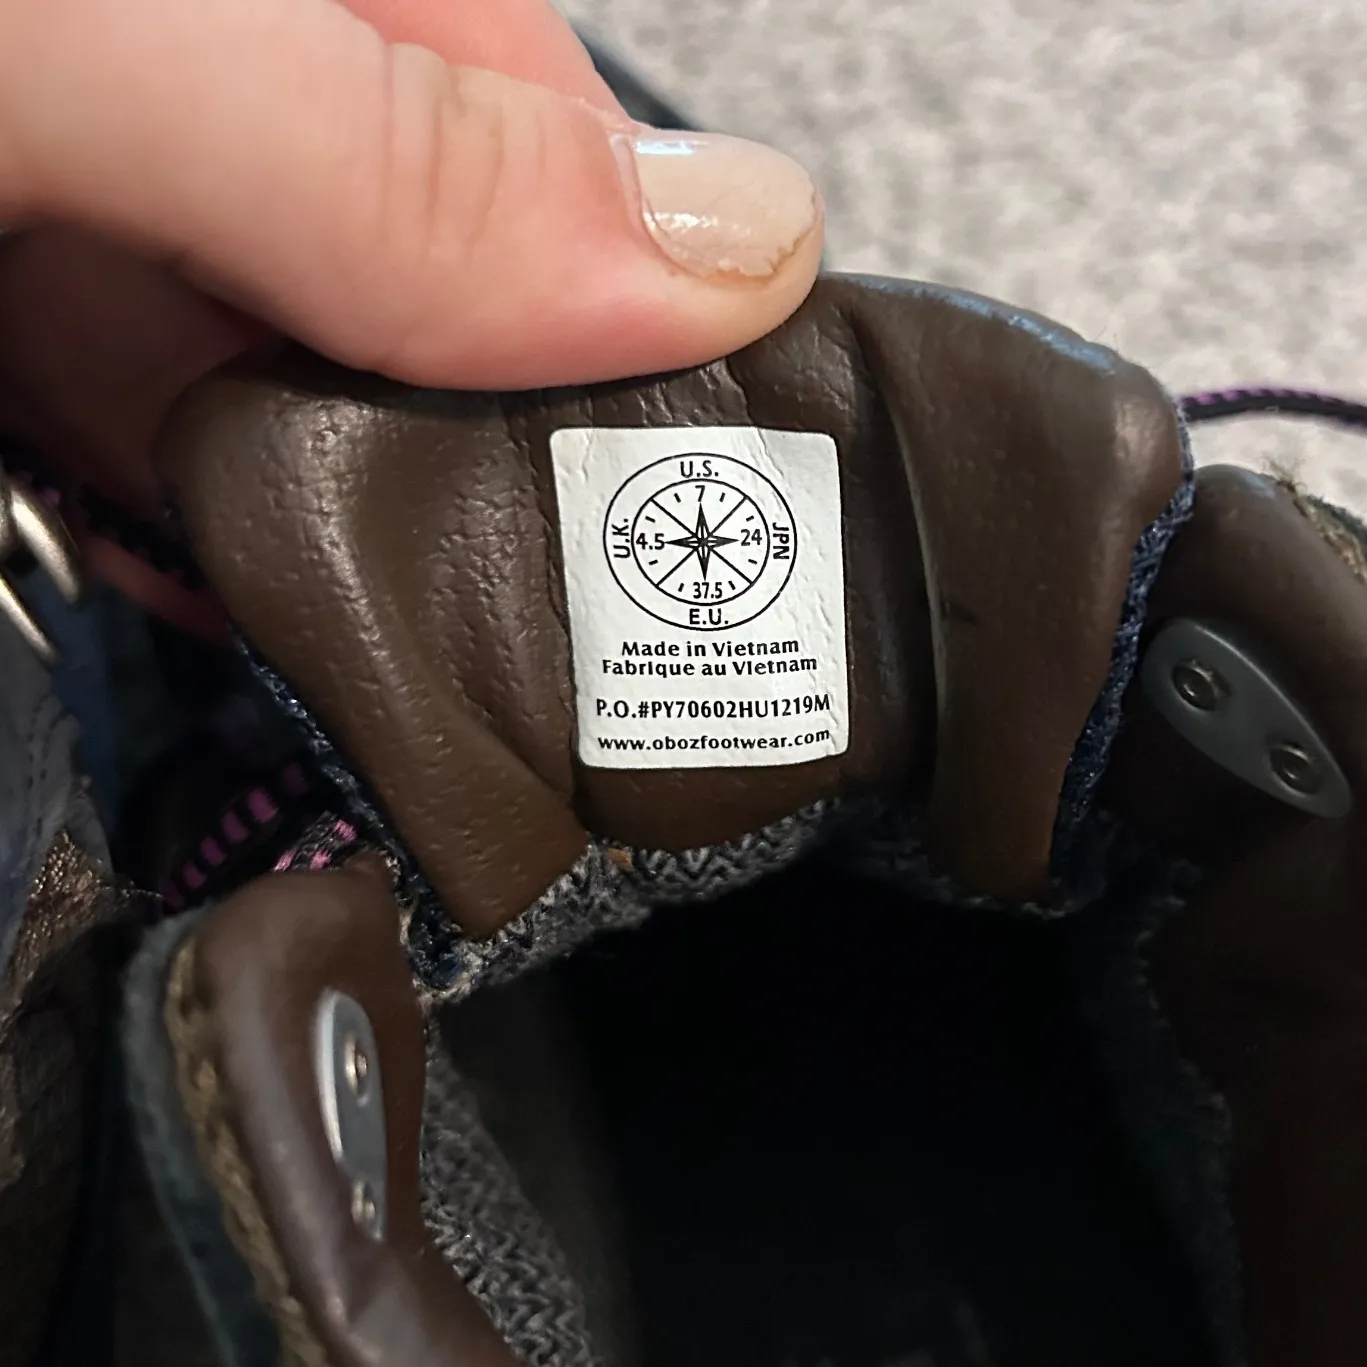 U.S.
7
U.K. 4.5 24 JPN
37.5
E.U.
Made in Vietnam
Fabrique au Vietnam
P.O.#PY70602HU1219M
www.obozfootwear.com